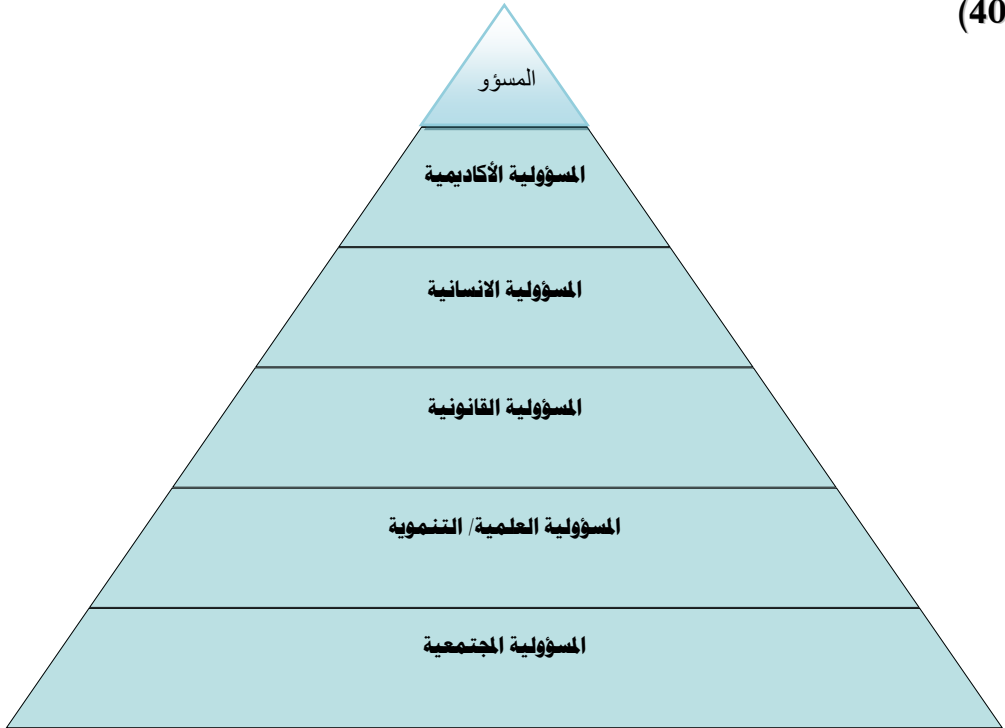 (40
المسؤو
المسؤولية الأكاديمية
المسؤولية الانسانية
المسؤولية القانونية
المسؤولية العلمية/ التنموية
المسؤولية المجتمعية